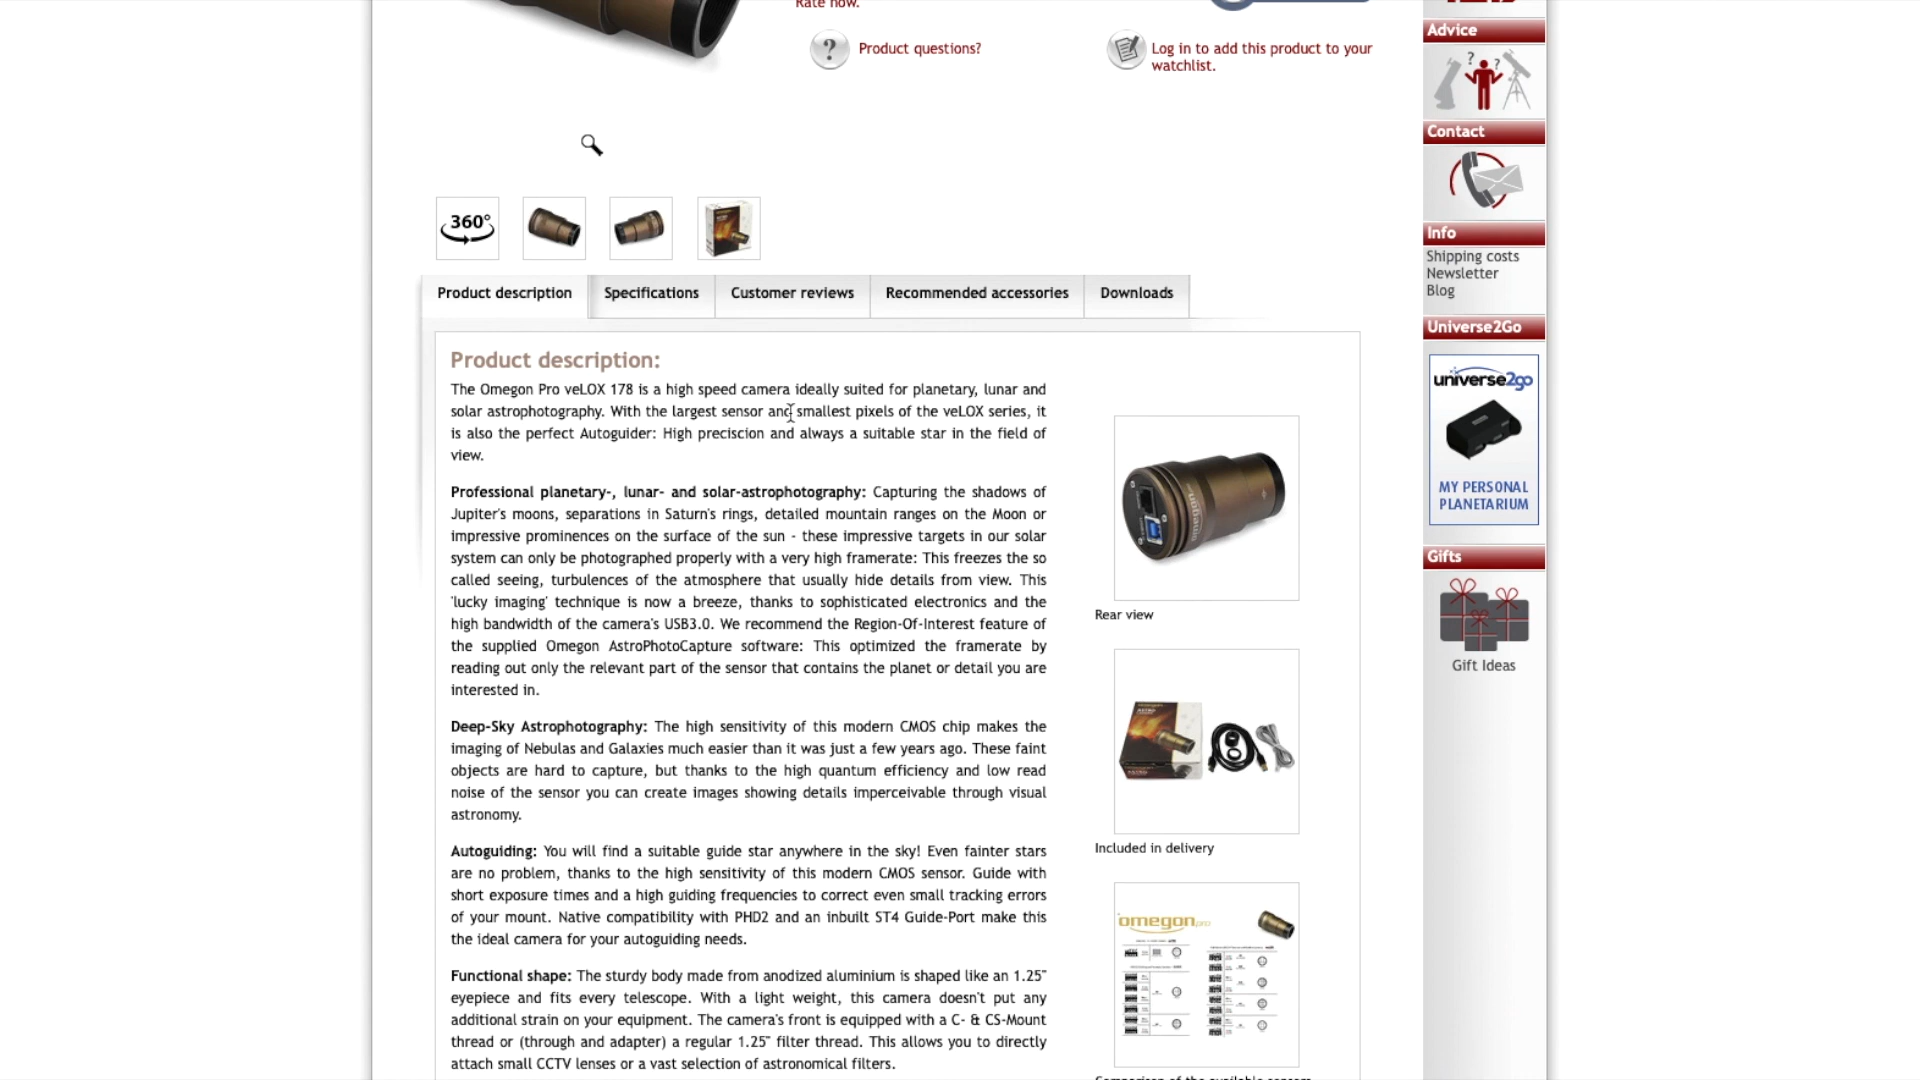 Rate now.
Product questions?
Log in to add this product to your
watchlist.
360°
Product description
Specifications
Customer reviews
Recommended accessories
Downloads
Product description:
The Omegon Pro veLOX 178 is a high speed camera ideally suited for planetary, lunar and
solar astrophotography. With the largest sensor and smallest pixels of the veLOX series, it
is also the perfect Autoguider: High preciscion and always a suitable star in the field of
view.
Professional planetary-, lunar- and solar-astrophotography: Capturing the shadows of
Jupiter's moons, separations in Saturn's rings, detailed mountain ranges on the Moon or
impressive prominences on the surface of the sun - these impressive targets in our solar
system can only be photographed properly with a very high framerate: This freezes the so
called seeing, turbulences of the atmosphere that usually hide details from view. This
'lucky imaging' technique is now a breeze, thanks to sophisticated electronics and the
high bandwidth of the camera's USB3.0. We recommend the Region-Of-Interest feature of
the supplied Omegon AstroPhotoCapture software: This optimized the framerate by
reading out only the relevant part of the sensor that contains the planet or detail you are
interested in.
Deep-Sky Astrophotography: The high sensitivity of this modern CMOS chip makes the
imaging of Nebulas and Galaxies much easier than it was just a few years ago. These faint
objects are hard to capture, but thanks to the high quantum efficiency and low read
noise of the sensor you can create images showing details imperceivable through visual
astronomy.
Autoguiding: You will find a suitable guide star anywhere in the sky! Even fainter stars
are no problem, thanks to the high sensitivity of this modern CMOS sensor. Guide with
short exposure times and a high guiding frequencies to correct even small tracking errors
of your mount. Native compatibility with PHD2 and an inbuilt ST4 Guide-Port make this
the ideal camera for your autoguiding needs.
Functional shape: The sturdy body made from anodized aluminium is shaped like an 1.25"
eyepiece and fits every telescope. With a light weight, this camera doesn't put any
additional strain on your equipment. The camera's front is equipped with a C- & CS-Mount
thread or (through and adapter) a regular 1.25" filter thread. This allows you to directly
attach small CCTV lenses or a vast selection of astronomical filters.
Rear view
Included in delivery
omegon pro
Comparison of the available sensors
Advice
Contact
Info
Shipping costs
Newsletter
Blog
Universe2Go
universe2go
MY PERSONAL
PLANETARIUM
Gifts
Gift Ideas